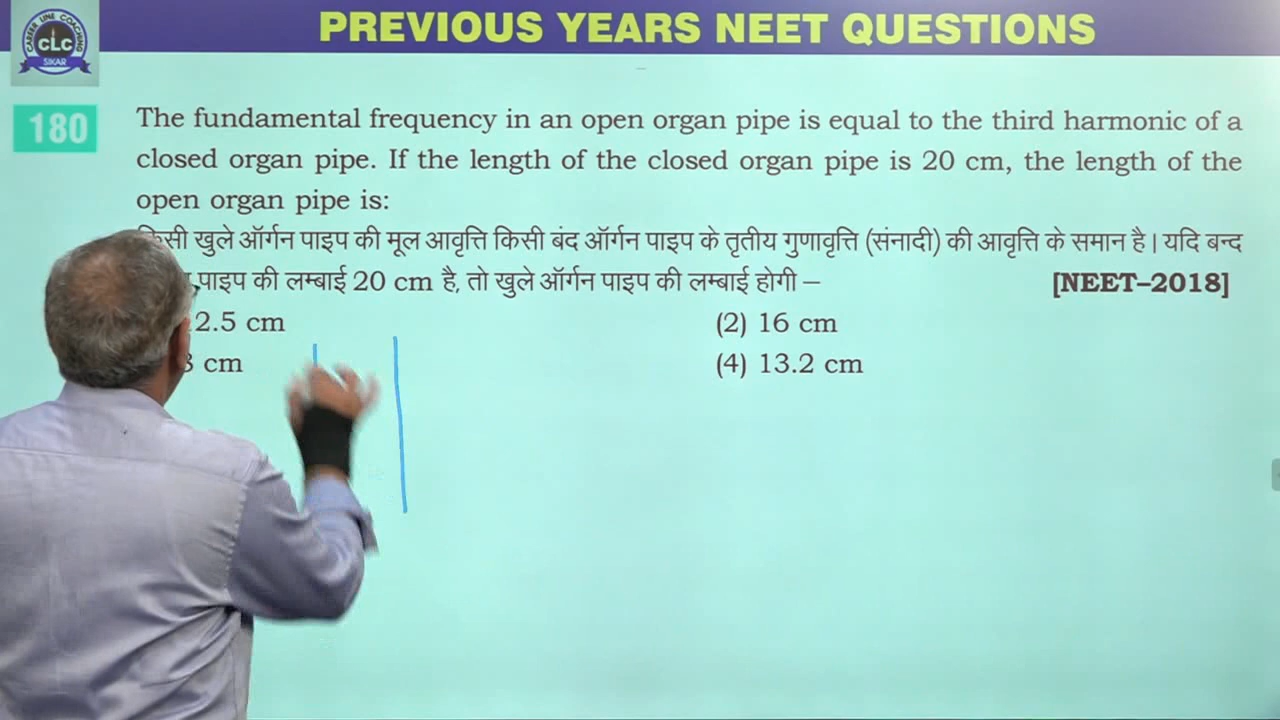 PREVIOUS YEARS NEET QUESTIONS
CAREER LINE COACHING
CLC
SIKAR
180
The fundamental frequency in an open organ pipe is equal to the third harmonic of a
closed organ pipe. If the length of the closed organ pipe is 20 cm, the length of the
open organ pipe is:
किसी खुले ऑर्गन पाइप की मूल आवृत्ति किसी बंद ऑर्गन पाइप के तृतीय गुणावृत्ति (संनादी) की आवृत्ति के समान है। यदि बन्द
पाइप की लम्बाई 20 cm है, तो खुले ऑर्गन पाइप की लम्बाई होगी –
[NEET–2018]
2.5 cm
(2) 16 cm
cm
(4) 13.2 cm